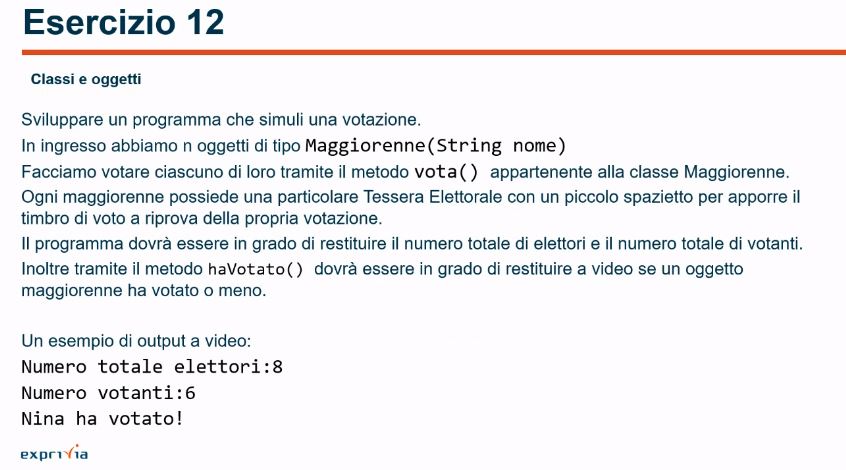 Esercizio 12
Classi e oggetti
Sviluppare un programma che simuli una votazione.
In ingresso abbiamo n oggetti di tipo Maggiorenne(String nome)
Facciamo votare ciascuno di loro tramite il metodo vota() appartenente alla classe Maggiorenne.
Ogni maggiorenne possiede una particolare Tessera Elettorale con un piccolo spazietto per apporre il
timbro di voto a riprova della propria votazione.
Il programma dovrà essere in grado di restituire il numero totale di elettori e il numero totale di votanti.
Inoltre tramite il metodo haVotato() dovrà essere in grado di restituire a video se un oggetto
maggiorenne ha votato o meno.
Un esempio di output a video:
Numero totale elettori:8
Numero votanti:6
Nina ha votato!
exprivia